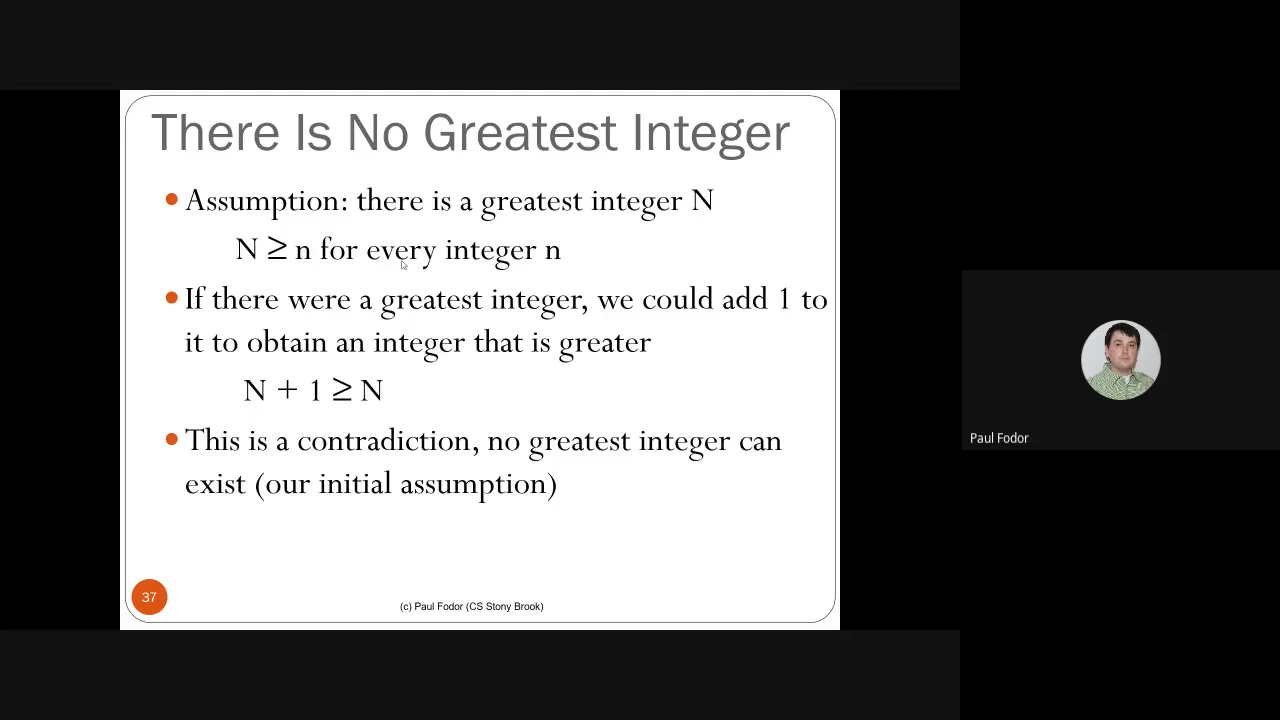 There Is No Greatest Integer
• Assumption: there is a greatest integer N
N ≥ n for every integer n
• If there were a greatest integer, we could add 1 to
it to obtain an integer that is greater
N + 1 ≥ N
• This is a contradiction, no greatest integer can
exist (our initial assumption)
37
(c) Paul Fodor (CS Stony Brook)
Paul Fodor